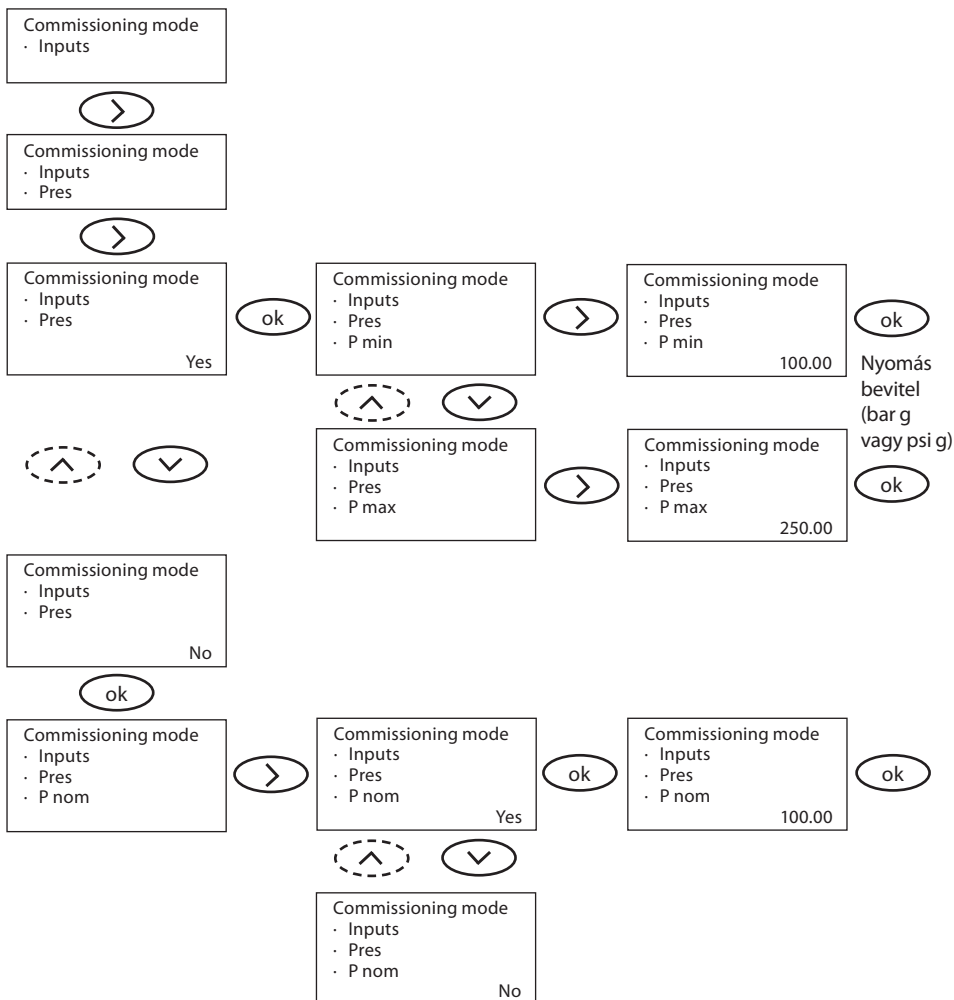 Commissioning mode
· Inputs
Commissioning mode
· Inputs
· Pres
Commissioning mode
· Inputs
· Pres
Yes
ok
Commissioning mode
· Inputs
· Pres
· P min
Commissioning mode
· Inputs
· Pres
· P min
100.00
ok
Nyomás
bevitel
(bar g
vagy psi g)
Commissioning mode
· Inputs
· Pres
· P max
Commissioning mode
· Inputs
· Pres
· P max
250.00
ok
Commissioning mode
· Inputs
· Pres
No
ok
Commissioning mode
· Inputs
· Pres
· P nom
Commissioning mode
· Inputs
· Pres
· P nom
Yes
ok
Commissioning mode
· Inputs
· Pres
· P nom
100.00
ok
Commissioning mode
· Inputs
· Pres
· P nom
No